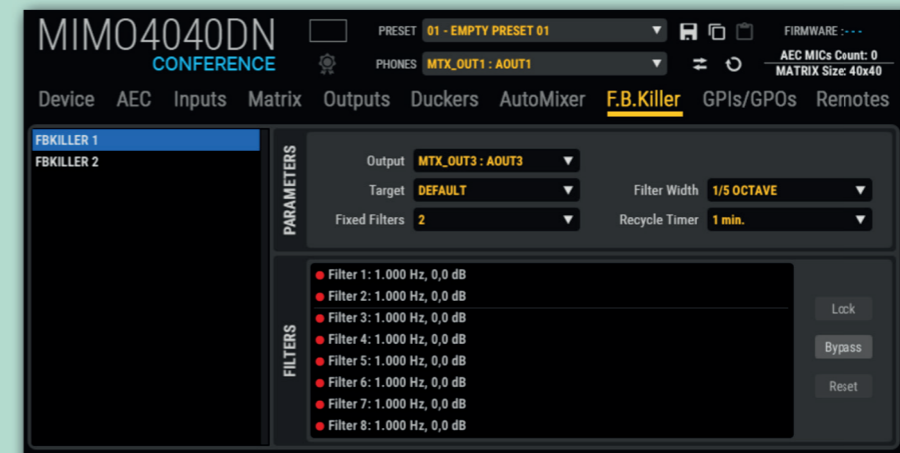 MIMO4040DN
CONFERENCE
PRESET 01 - EMPTY PRESET 01
PHONES MTX_OUT1 : AOUT1
FIRMWARE :---
AEC MICs Count: 0
MATRIX Size: 40x40
Device AEC Inputs Matrix Outputs Duckers AutoMixer F.B.Killer GPIs/GPOs Remotes
FBKILLER 1
FBKILLER 2
PARAMETERS
Output MTX_OUT3 : AOUT3
Target DEFAULT Filter Width 1/5 OCTAVE
Fixed Filters 2 Recycle Timer 1 min.
FILTERS
Filter 1: 1.000 Hz, 0,0 dB
Filter 2: 1.000 Hz, 0,0 dB
Filter 3: 1.000 Hz, 0,0 dB
Filter 4: 1.000 Hz, 0,0 dB
Filter 5: 1.000 Hz, 0,0 dB
Filter 6: 1.000 Hz, 0,0 dB
Filter 7: 1.000 Hz, 0,0 dB
Filter 8: 1.000 Hz, 0,0 dB
Lock
Bypass
Reset